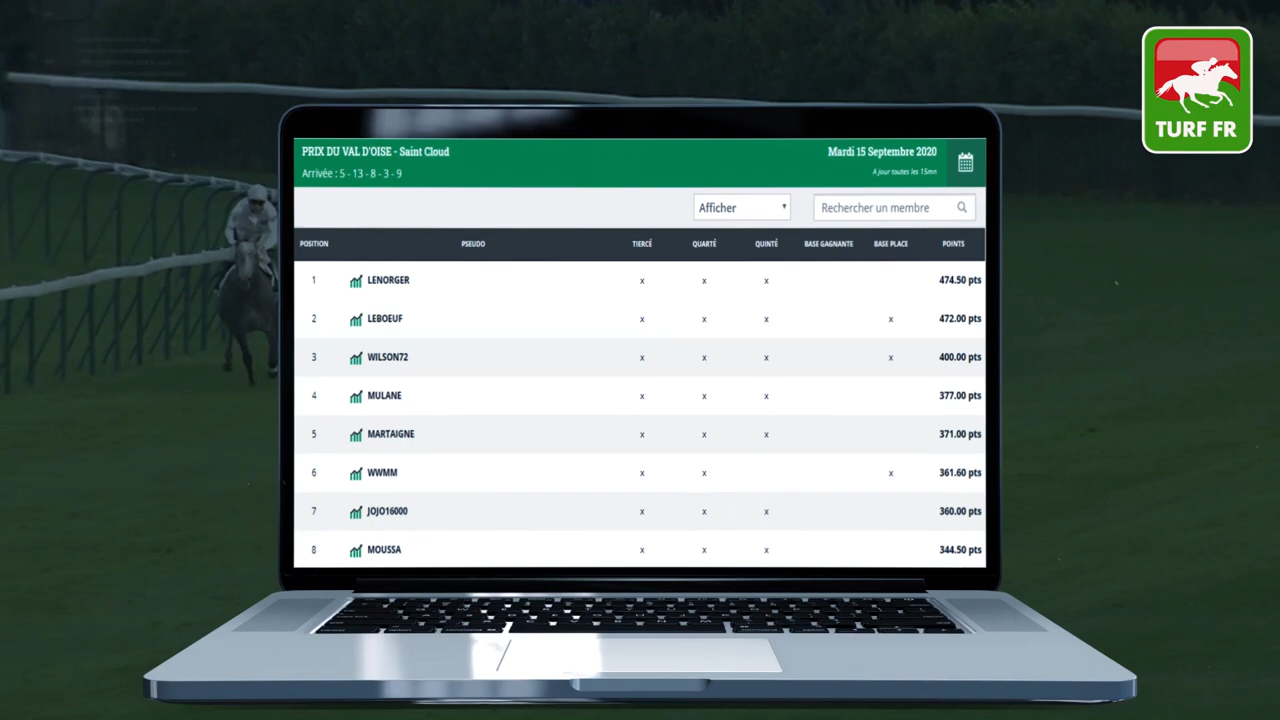 TURF FR
PRIX DU VAL D'OISE - Saint Cloud
Mardi 15 Septembre 2020
Arrivée : 5 - 13 - 8 - 3 - 9
A jour toutes les 15mn
Afficher
Rechercher un membre
POSITION PSEUDO TIERCÉ QUARTÉ QUINTÉ BASE GAGNANTE BASE PLACE POINTS
1 LENORGER x x x 474.50 pts
2 LEBOEUF x x x x 472.00 pts
3 WILSON72 x x x x 400.00 pts
4 MULANE x x x 377.00 pts
5 MARTAIGNE x x x 371.00 pts
6 WWMM x x x 361.60 pts
7 JOJO16000 x x x 360.00 pts
8 MOUSSA x x x 344.50 pts